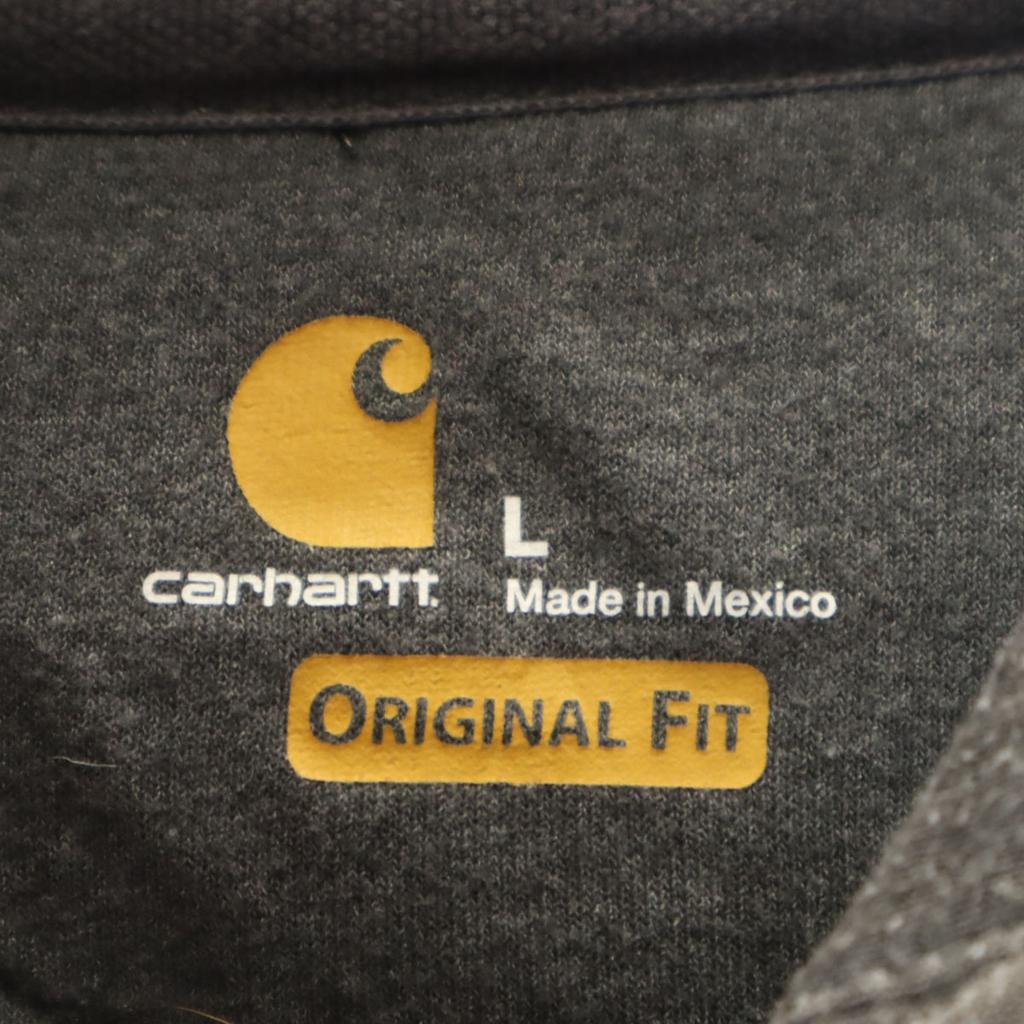 L
carhartt.
Made in Mexico
ORIGINAL FIT